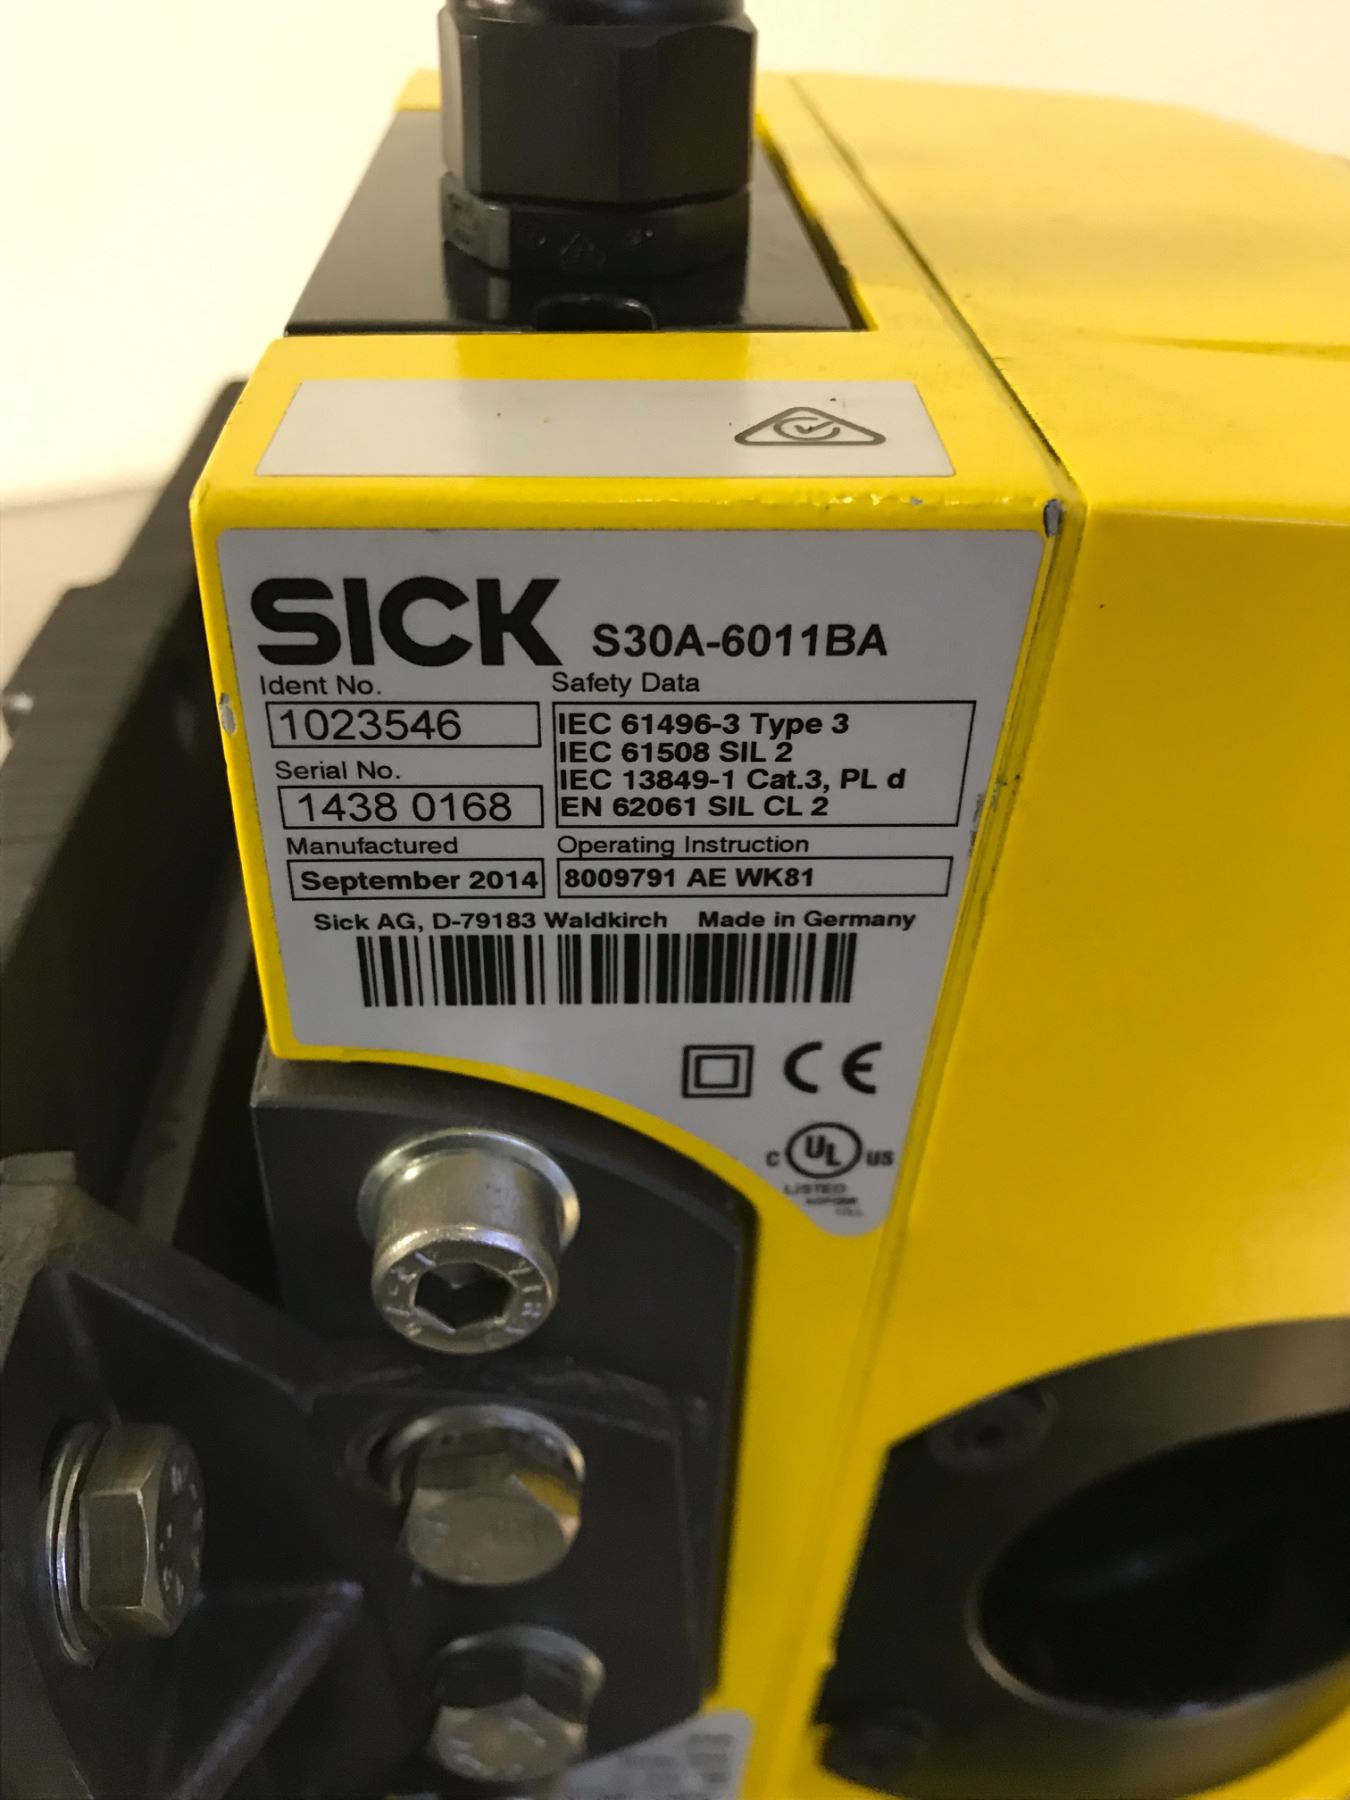 SICK S30A-6011BA
Ident No. Safety Data
1023546 IEC 61496-3 Type 3
IEC 61508 SIL 2
Serial No. IEC 13849-1 Cat.3, PL d
1438 0168 EN 62061 SIL CL 2
Manufactured Operating Instruction
September 2014 8009791 AE WK81
Sick AG, D-79183 Waldkirch Made in Germany
CE
C UL US
LISTED